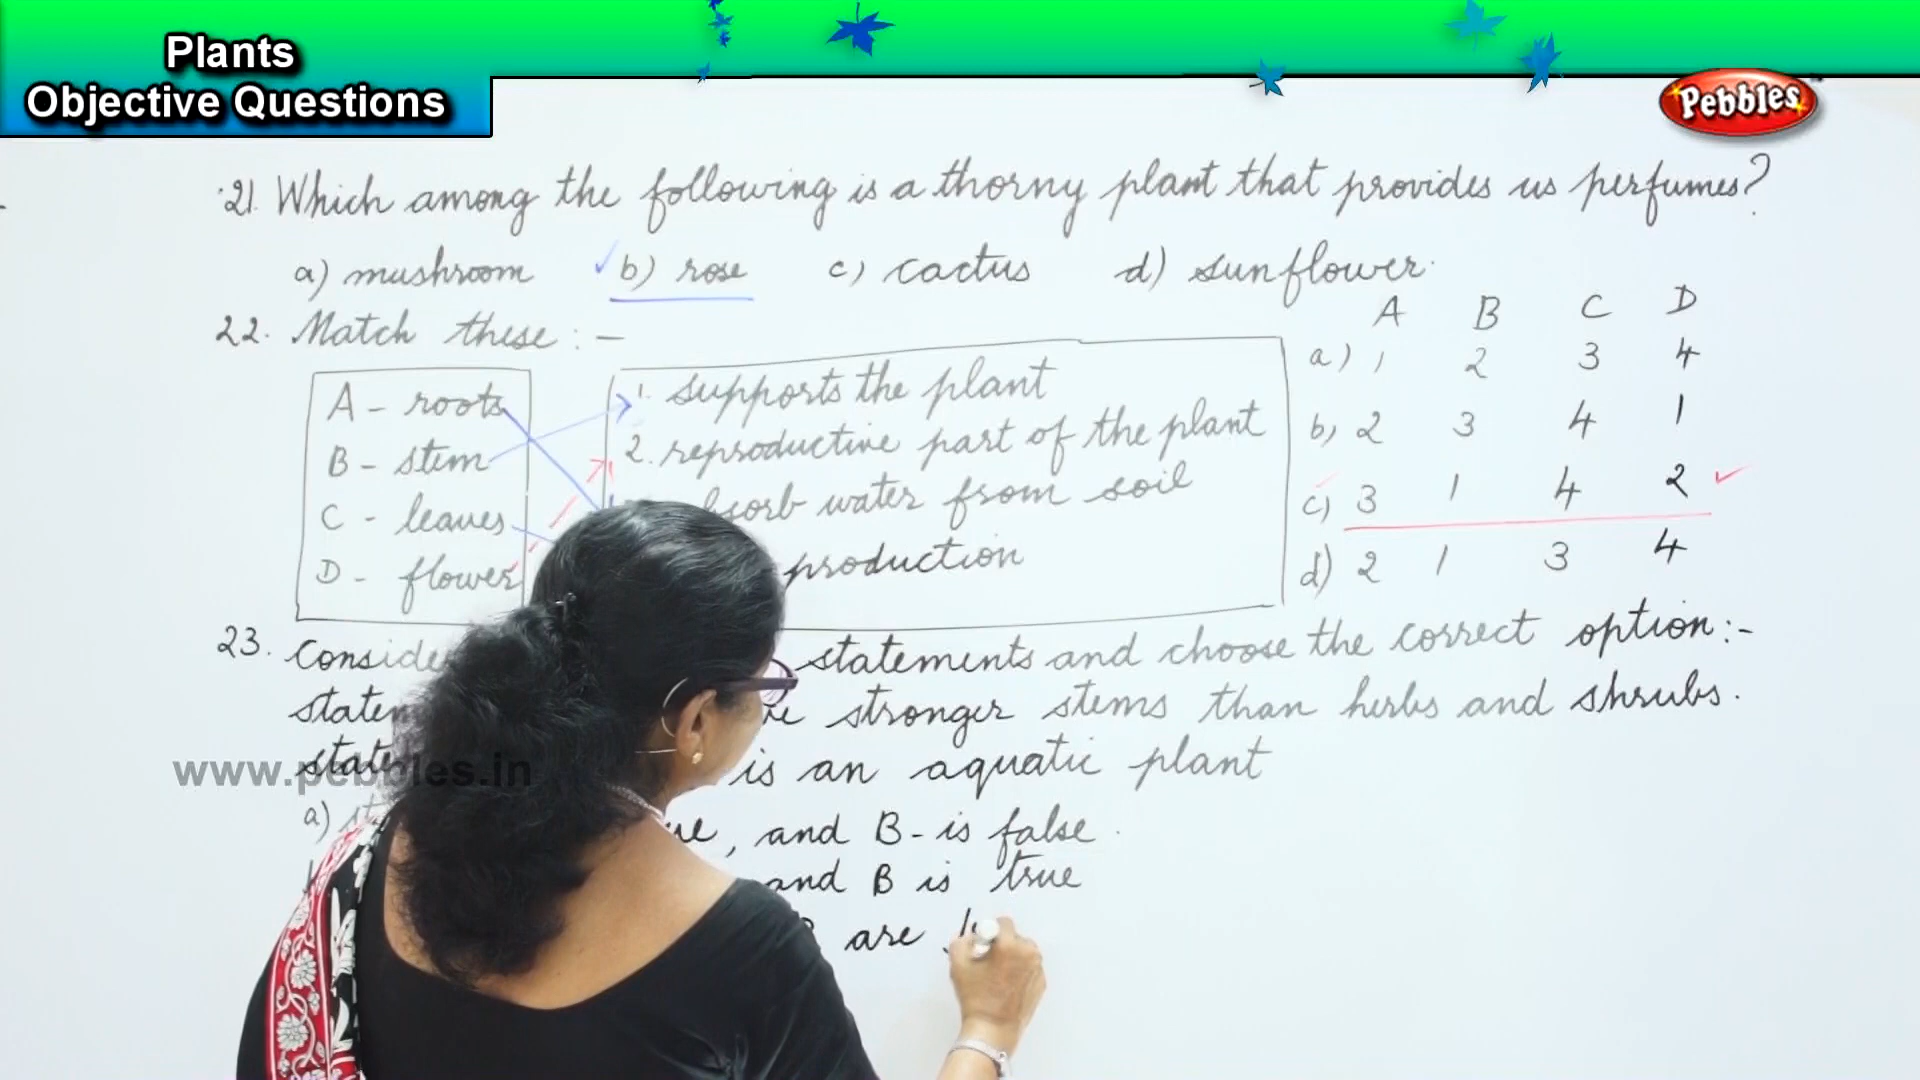 Plants
Objective Questions
Pebbles
21. Which among the following is a thorny plant that provides us perfumes?
a) mushroom b) rose c) cactus d) sunflower
22. Match these :-
A - roots
B - stem
C - leaves
D - flower
1. supports the plant
2. reproductive part of the plant
water from soil
production
A B C D
a) 1 2 3 4
b) 2 3 4 1
c) 3 1 4 2
d) 2 1 3 4
23. statements and choose the correct option :-
stronger stems than herbs and shrubs.
is an aquatic plant
a) , and B - is false
and B is true
are
www.pebbles.in